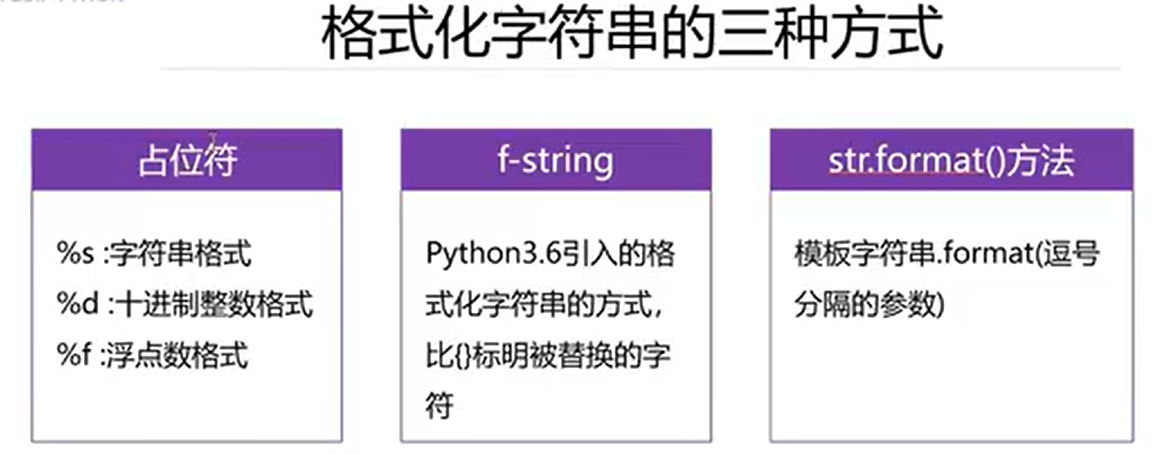 格式化字符串的三种方式
占位符
%s :字符串格式
%d :十进制整数格式
%f :浮点数格式
f-string
Python3.6引入的格
式化字符串的方式，
比{}标明被替换的字
符
str.format()方法
模板字符串.format(逗号
分隔的参数)